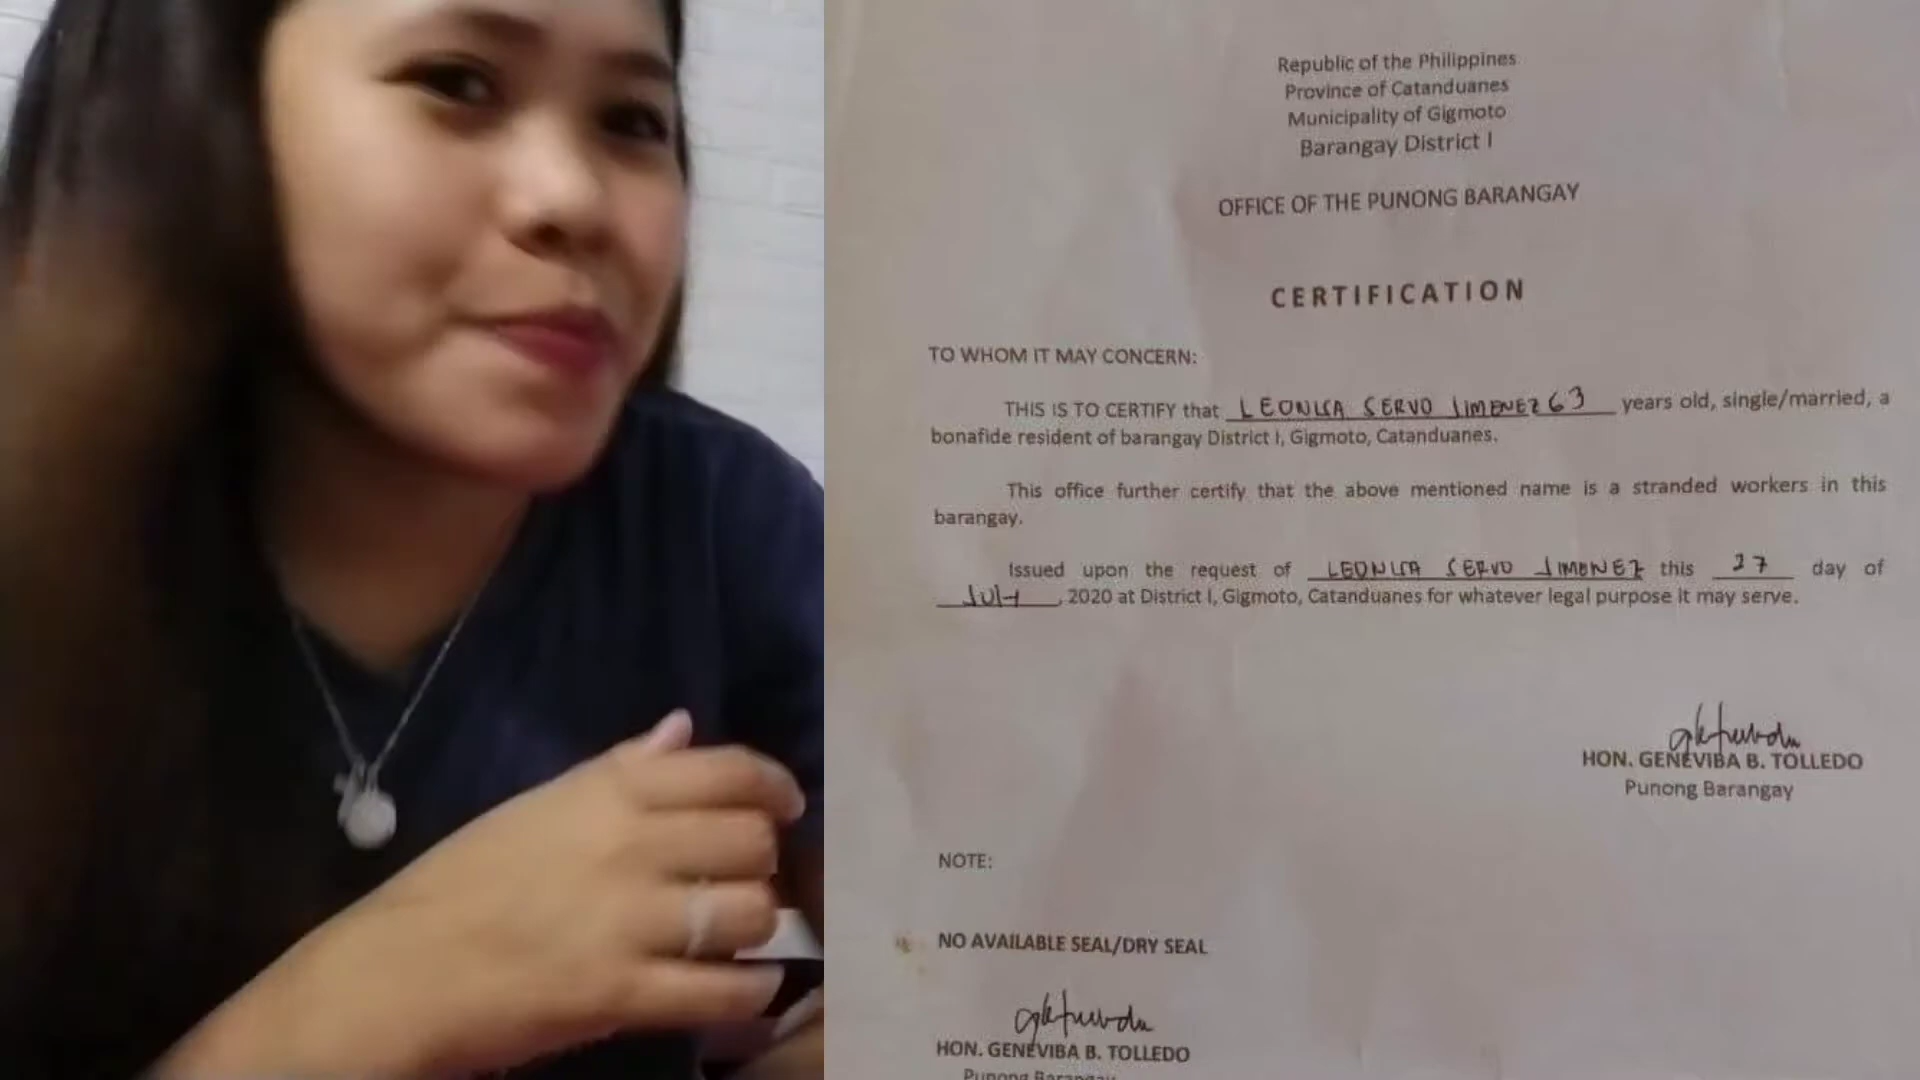 Republic of the Philippines
Province of Catanduanes
Municipality of Gigmoto
Barangay District I
OFFICE OF THE PUNONG BARANGAY
CERTIFICATION
TO WHOM IT MAY CONCERN:
THIS IS TO CERTIFY that LEONISA SERVO JIMENEZ 63 years old, single/married, a
bonafide resident of barangay District I, Gigmoto, Catanduanes.
This office further certify that the above mentioned name is a stranded workers in this
barangay.
Issued upon the request of LEONISA SERVO JIMENEZ this 27 day of
July, 2020 at District I, Gigmoto, Catanduanes for whatever legal purpose it may serve.
HON. GENEVIBA B. TOLLEDO
Punong Barangay
NOTE:
NO AVAILABLE SEAL/DRY SEAL
HON. GENEVIBA B. TOLLEDO
Punong Barangay